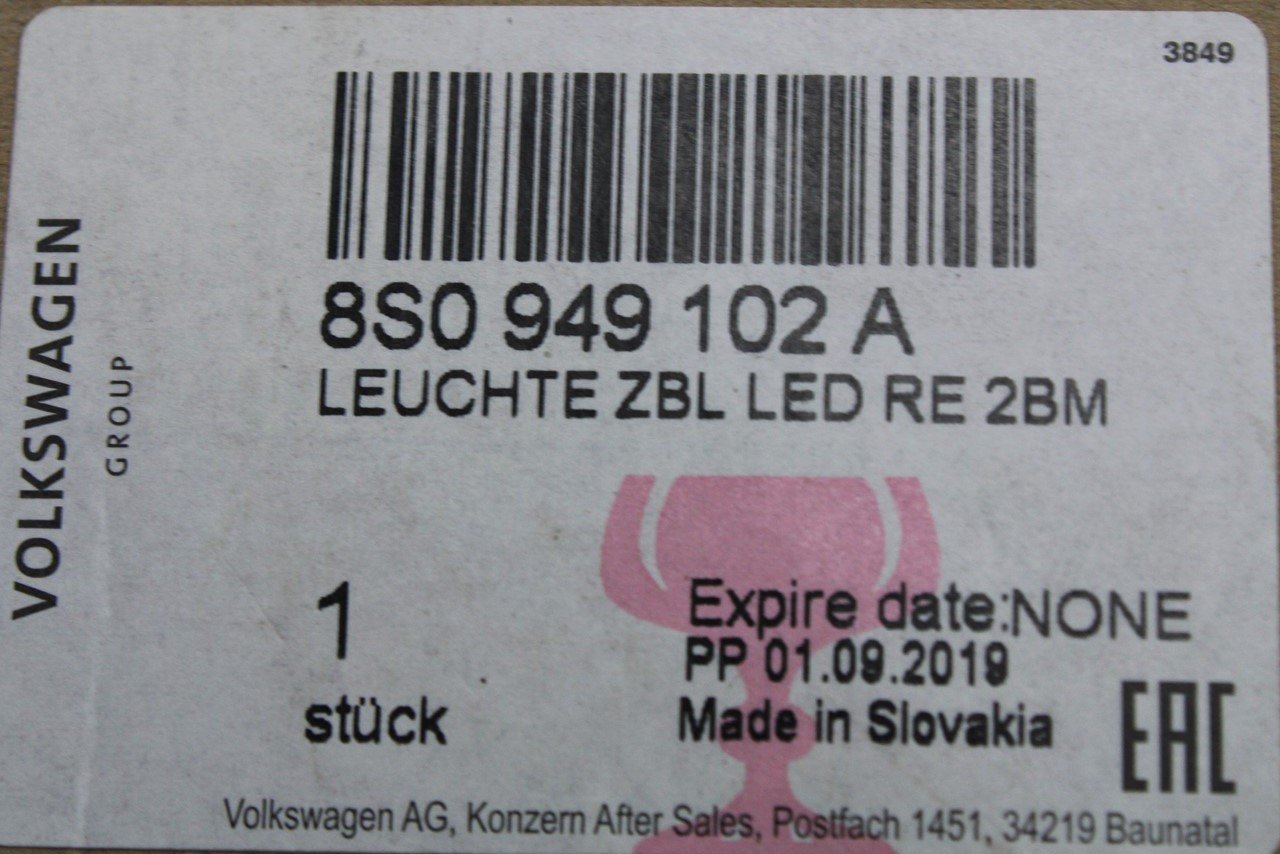 3849
VOLKSWAGEN
GROUP
8S0 949 102 A
LEUCHTE ZBL LED RE 2BM
1
stück
Expire date:NONE
PP 01.09.2019
Made in Slovakia
EAC
Volkswagen AG, Konzern After Sales, Postfach 1451, 34219 Baunatal